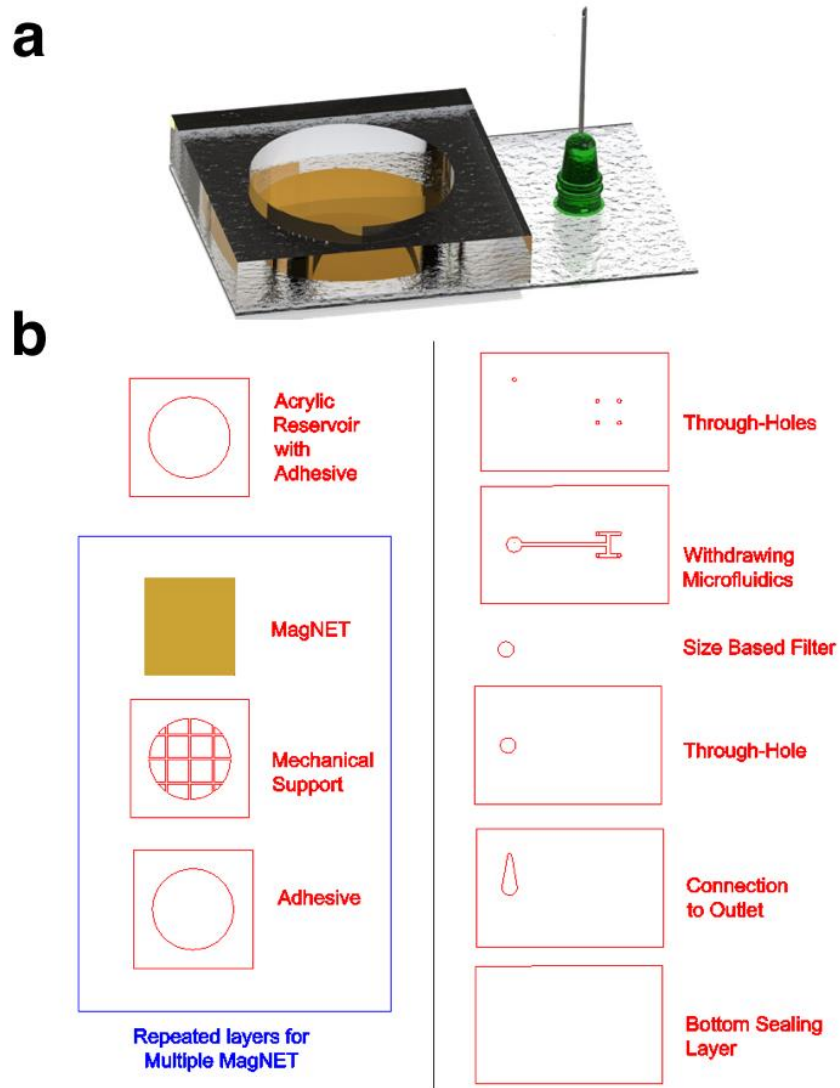 a
b
Acrylic
Reservoir
with
Adhesive
MagNET
Mechanical
Support
Adhesive
Repeated layers for
Multiple MagNET
Through-Holes
Withdrawing
Microfluidics
Size Based Filter
Through-Hole
Connection
to Outlet
Bottom Sealing
Layer